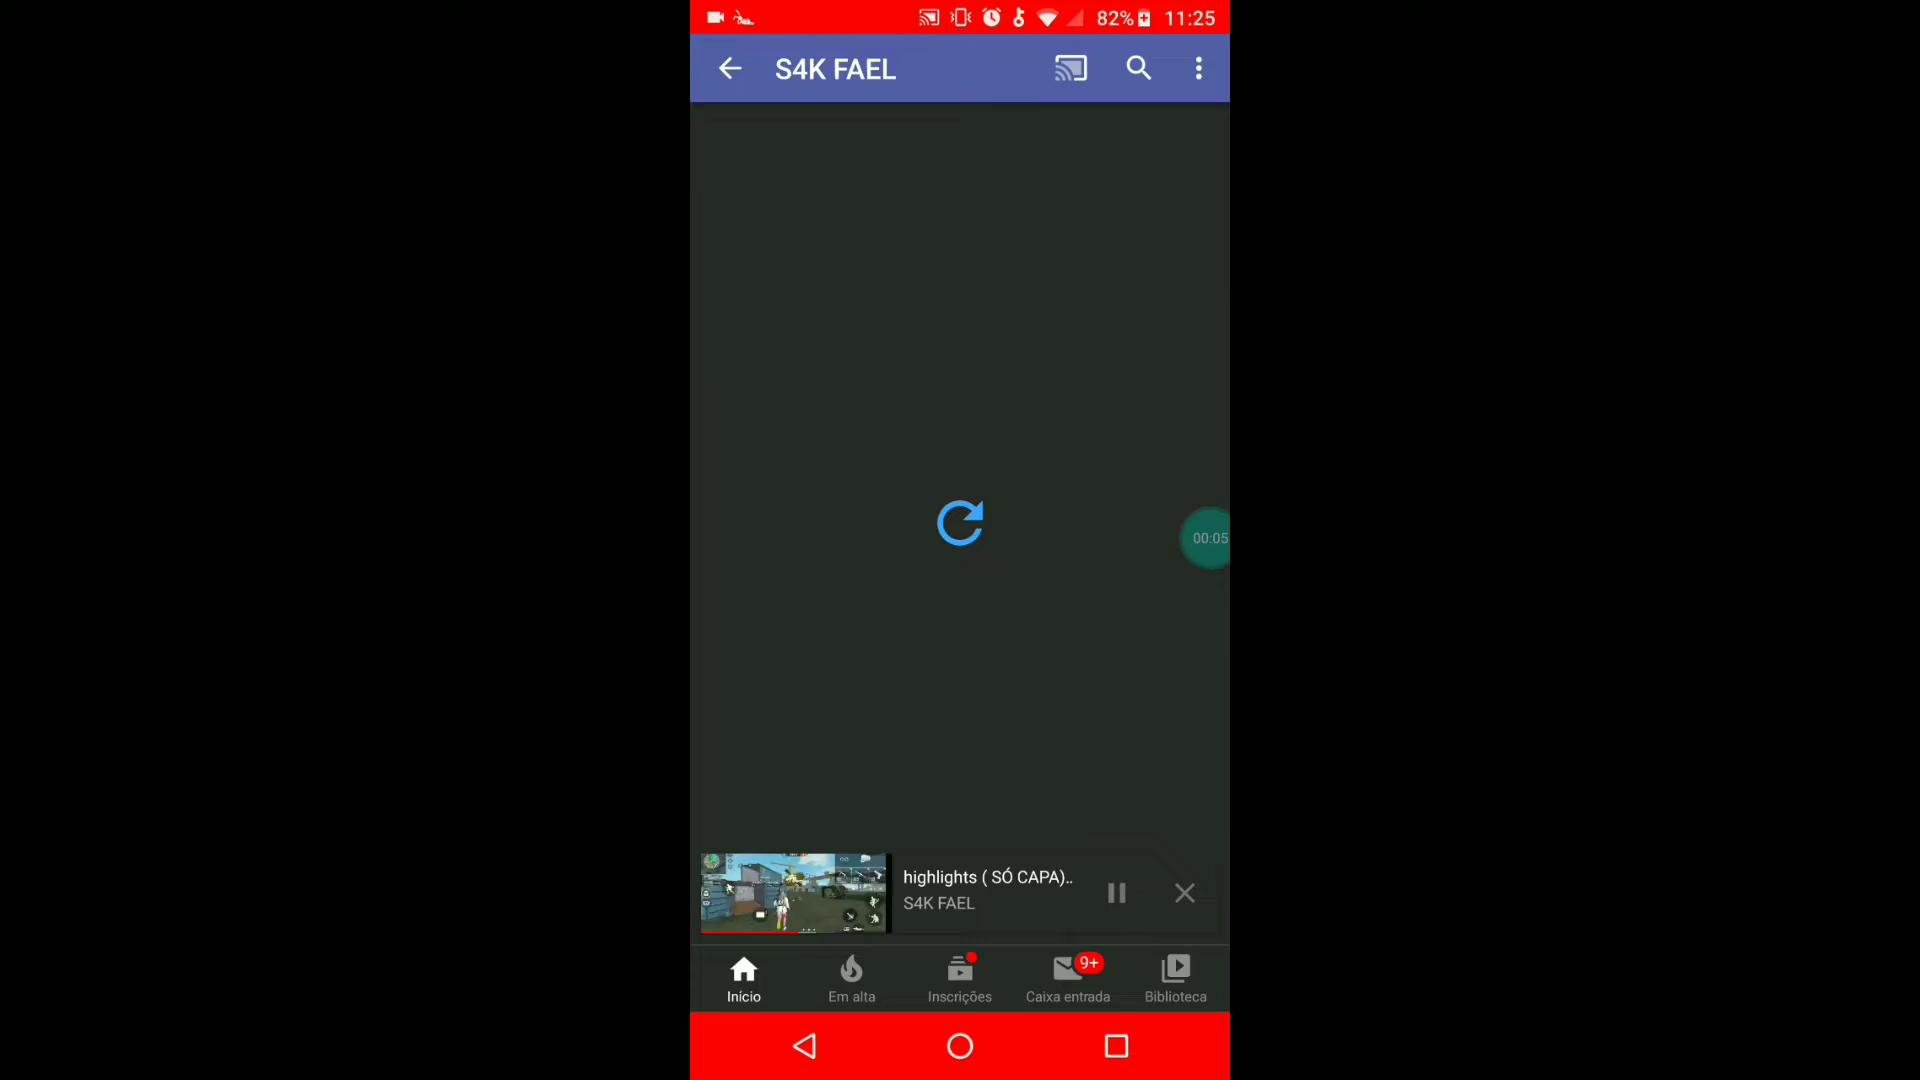 82% 11:25
S4K FAEL
00:05
highlights ( SÓ CAPA)..
S4K FAEL
9+
Início Em alta Inscrições Caixa entrada Biblioteca